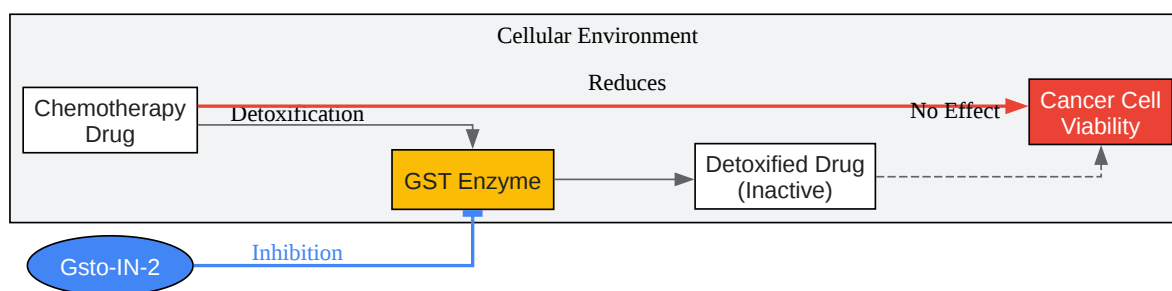 Cellular Environment
Reduces
Chemotherapy
Drug
Detoxification
No Effect
Cancer Cell
Viability
GST Enzyme
Detoxified Drug
(Inactive)
Inhibition
Gsto-IN-2